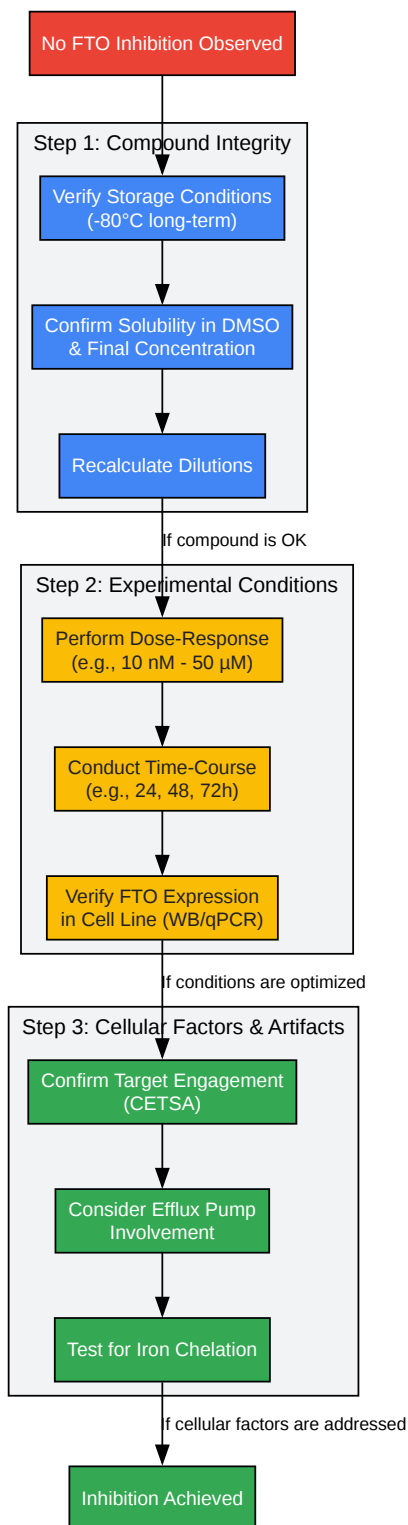 No FTO Inhibition Observed
Step 1: Compound Integrity
Verify Storage Conditions
(-80°C long-term)
Confirm Solubility in DMSO
& Final Concentration
Recalculate Dilutions
If compound is OK
Step 2: Experimental Conditions
Perform Dose-Response
(e.g., 10 nM - 50 µM)
Conduct Time-Course
(e.g., 24, 48, 72h)
Verify FTO Expression
in Cell Line (WB/qPCR)
If conditions are optimized
Step 3: Cellular Factors & Artifacts
Confirm Target Engagement
(CETSA)
Consider Efflux Pump
Involvement
Test for Iron Chelation
If cellular factors are addressed
Inhibition Achieved